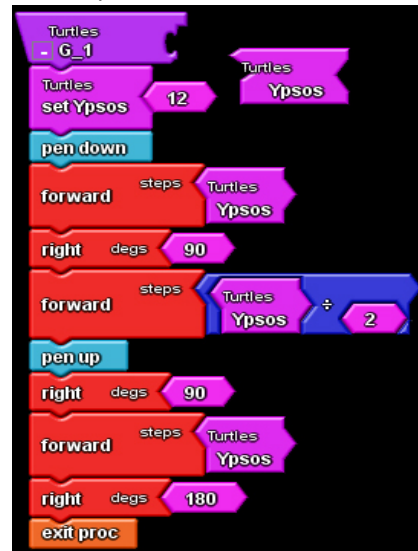 Turtles
- G_1
Turtles
Ypsos
Turtles
set Ypsos 12
pen down
forward steps Turtles
Ypsos
right degs 90
forward steps Turtles
Ypsos ÷ 2
pen up
right degs 90
forward steps Turtles
Ypsos
right degs 180
exit proc